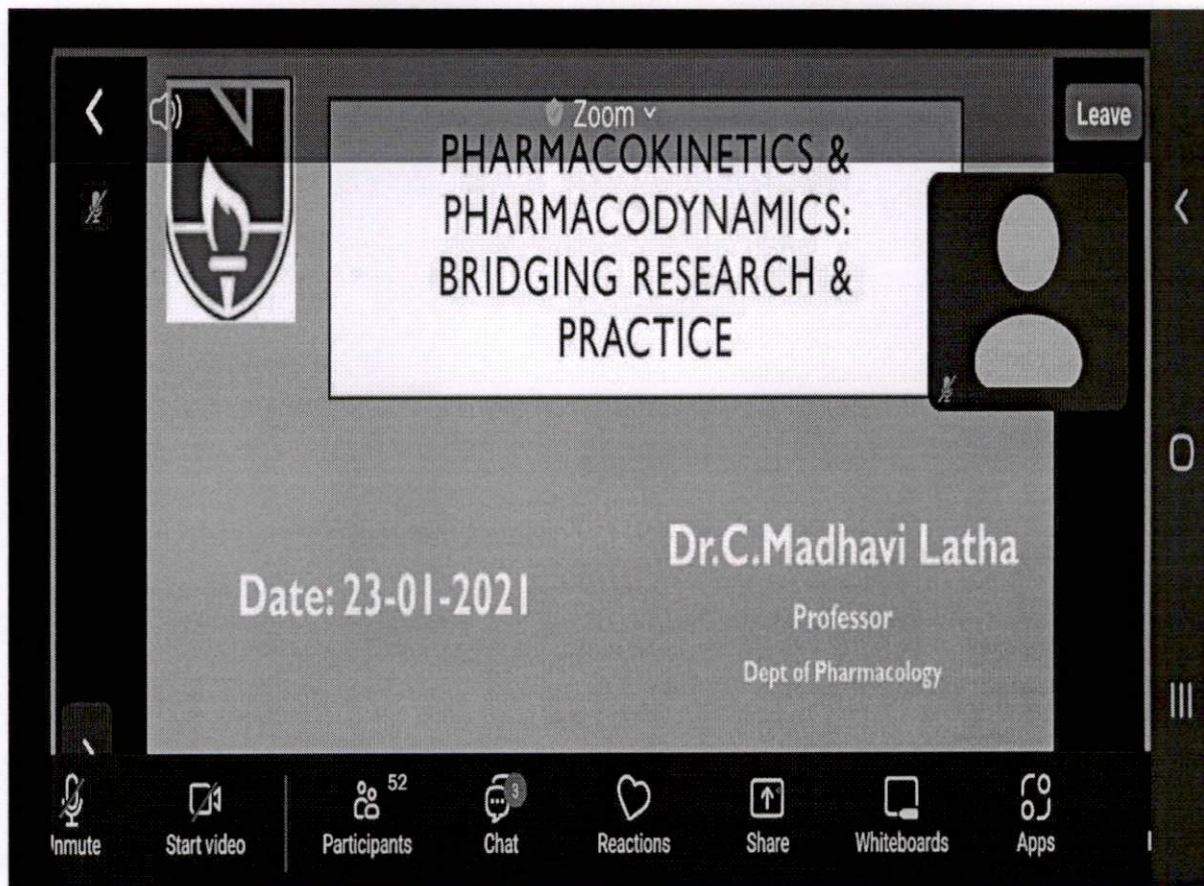 Zoom
Leave
PHARMACOKINETICS &
PHARMACODYNAMICS:
BRIDGING RESEARCH &
PRACTICE
Date: 23-01-2021
Dr.C.Madhavi Latha
Professor
Dept of Pharmacology
Inmute
Start video
Participants
52
Chat
3
Reactions
Share
Whiteboards
Apps